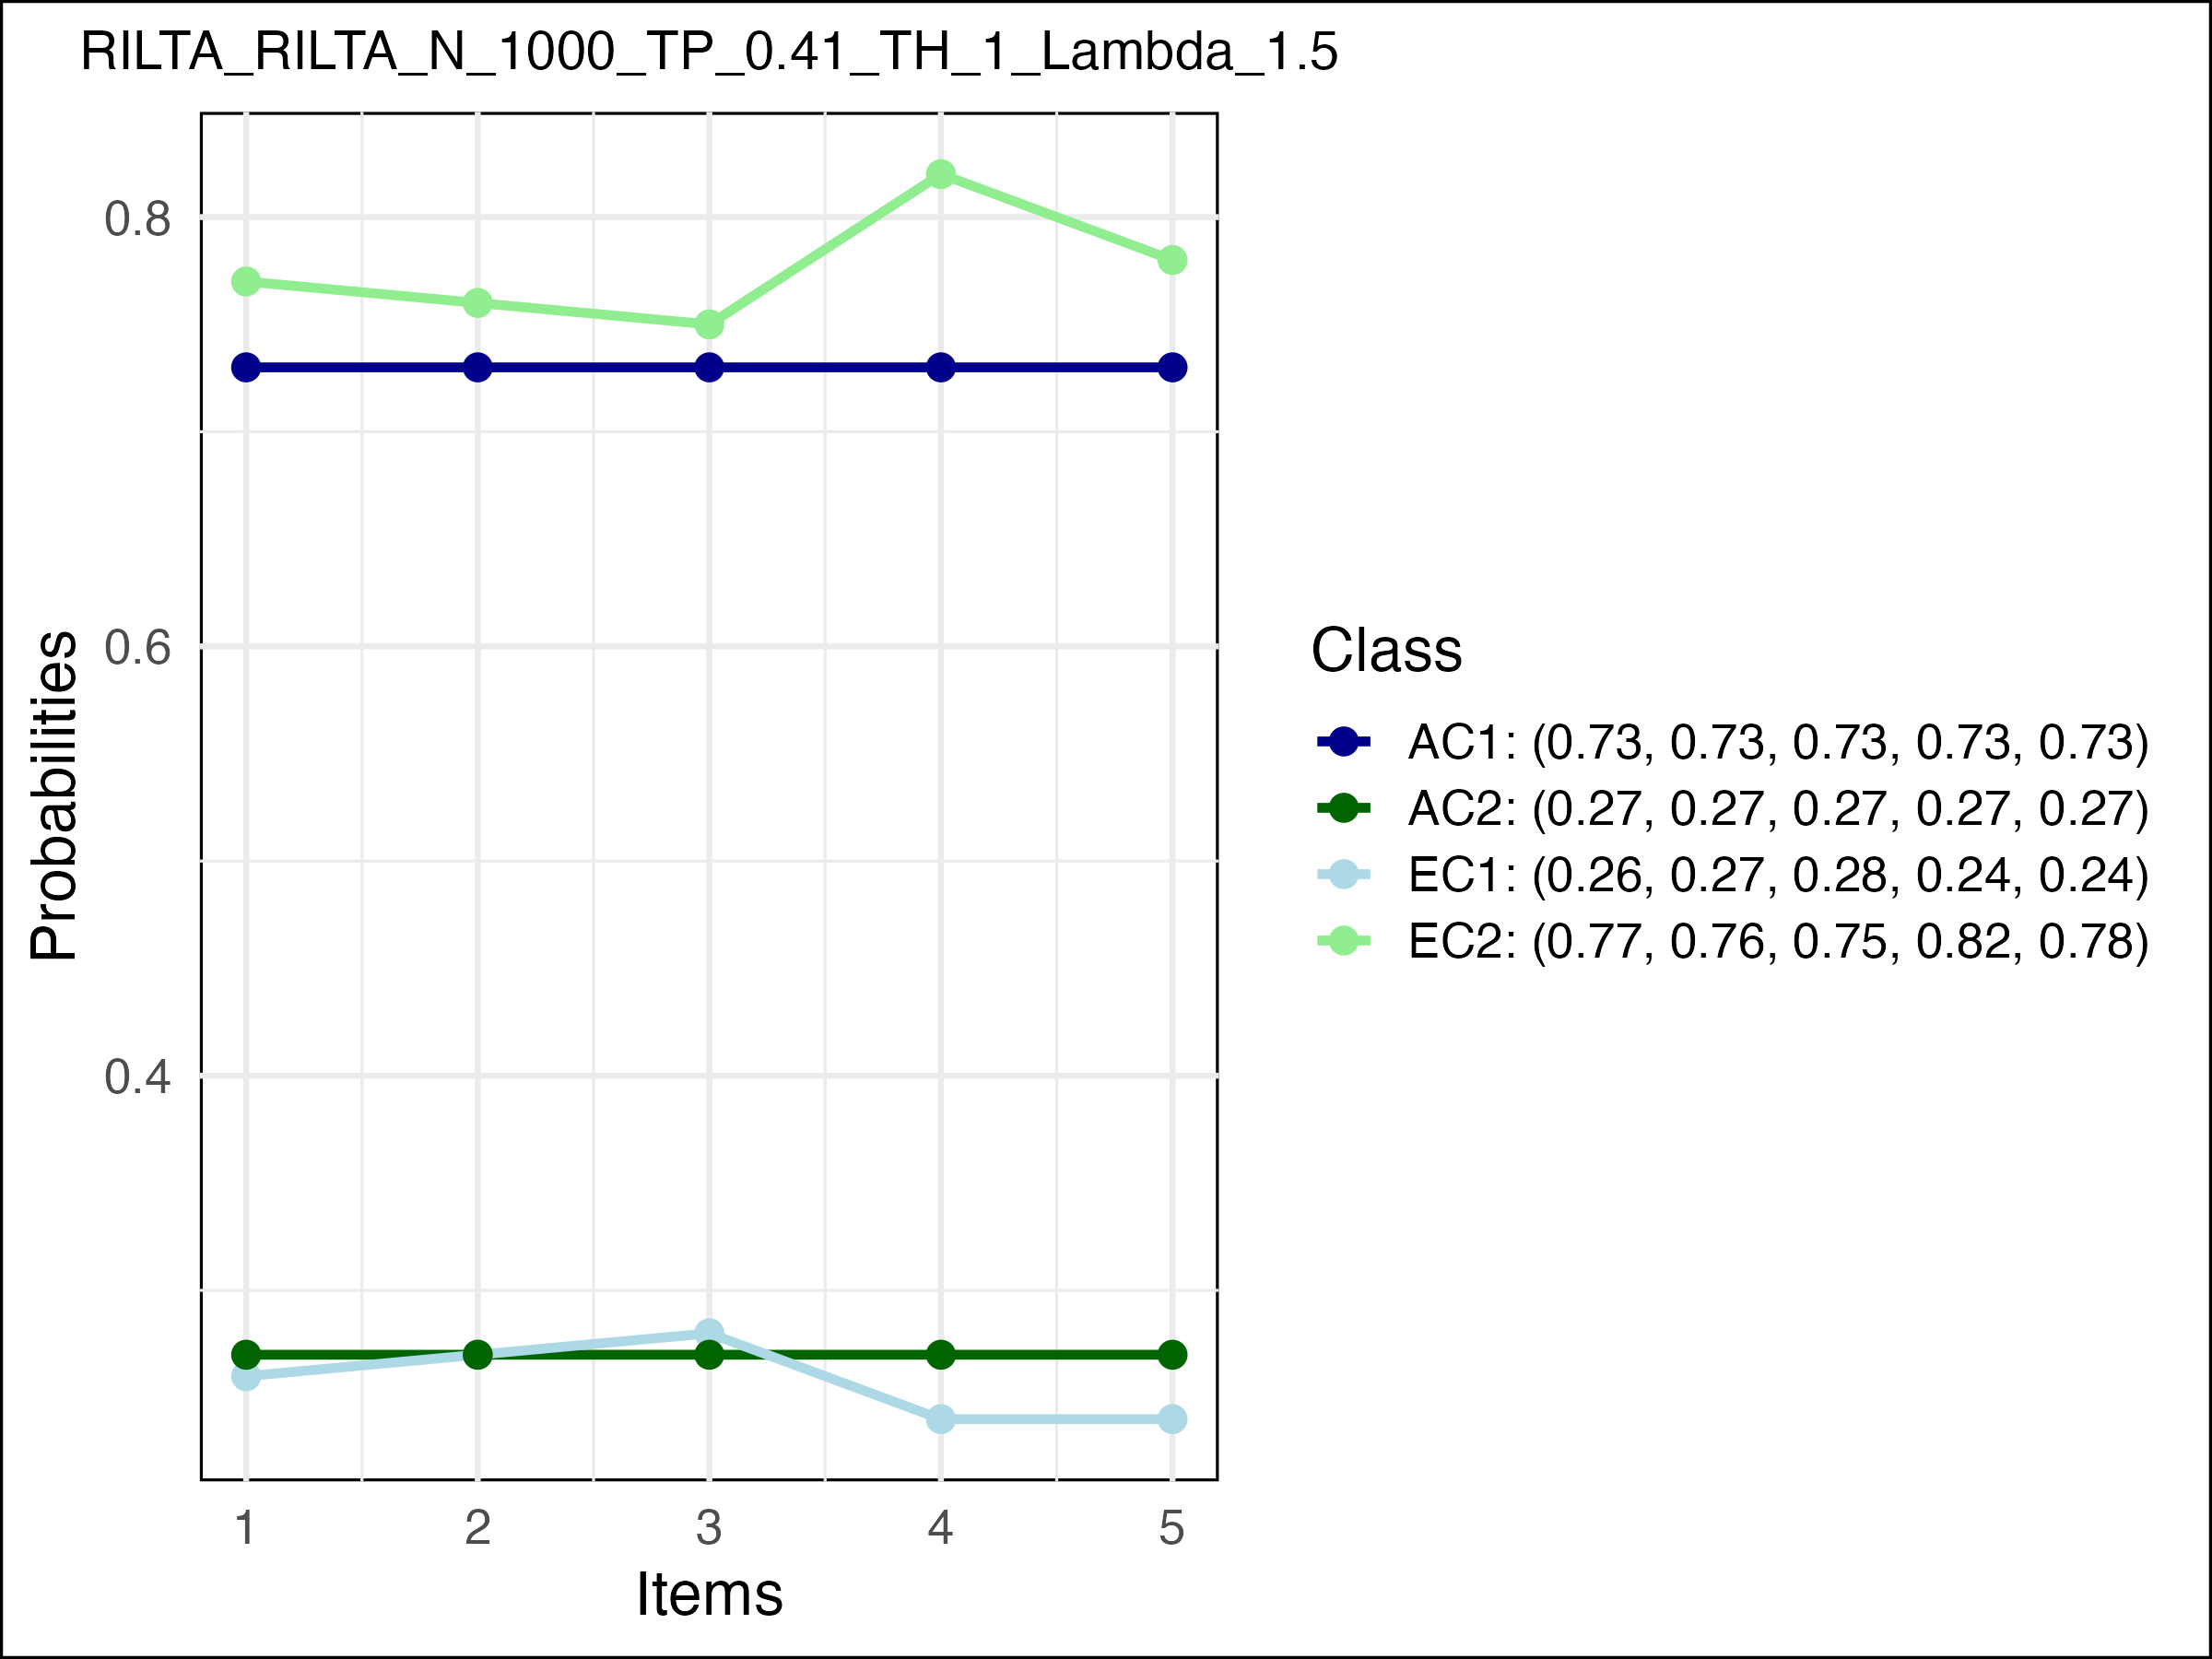 RILTA_RILTA_N_1000_TP_0.41_TH_1_Lambda_1.5
Probabilities
0.8
0.6
0.4
1 2 3 4 5
Items
Class
AC1: (0.73, 0.73, 0.73, 0.73, 0.73)
AC2: (0.27, 0.27, 0.27, 0.27, 0.27)
EC1: (0.26, 0.27, 0.28, 0.24, 0.24)
EC2: (0.77, 0.76, 0.75, 0.82, 0.78)